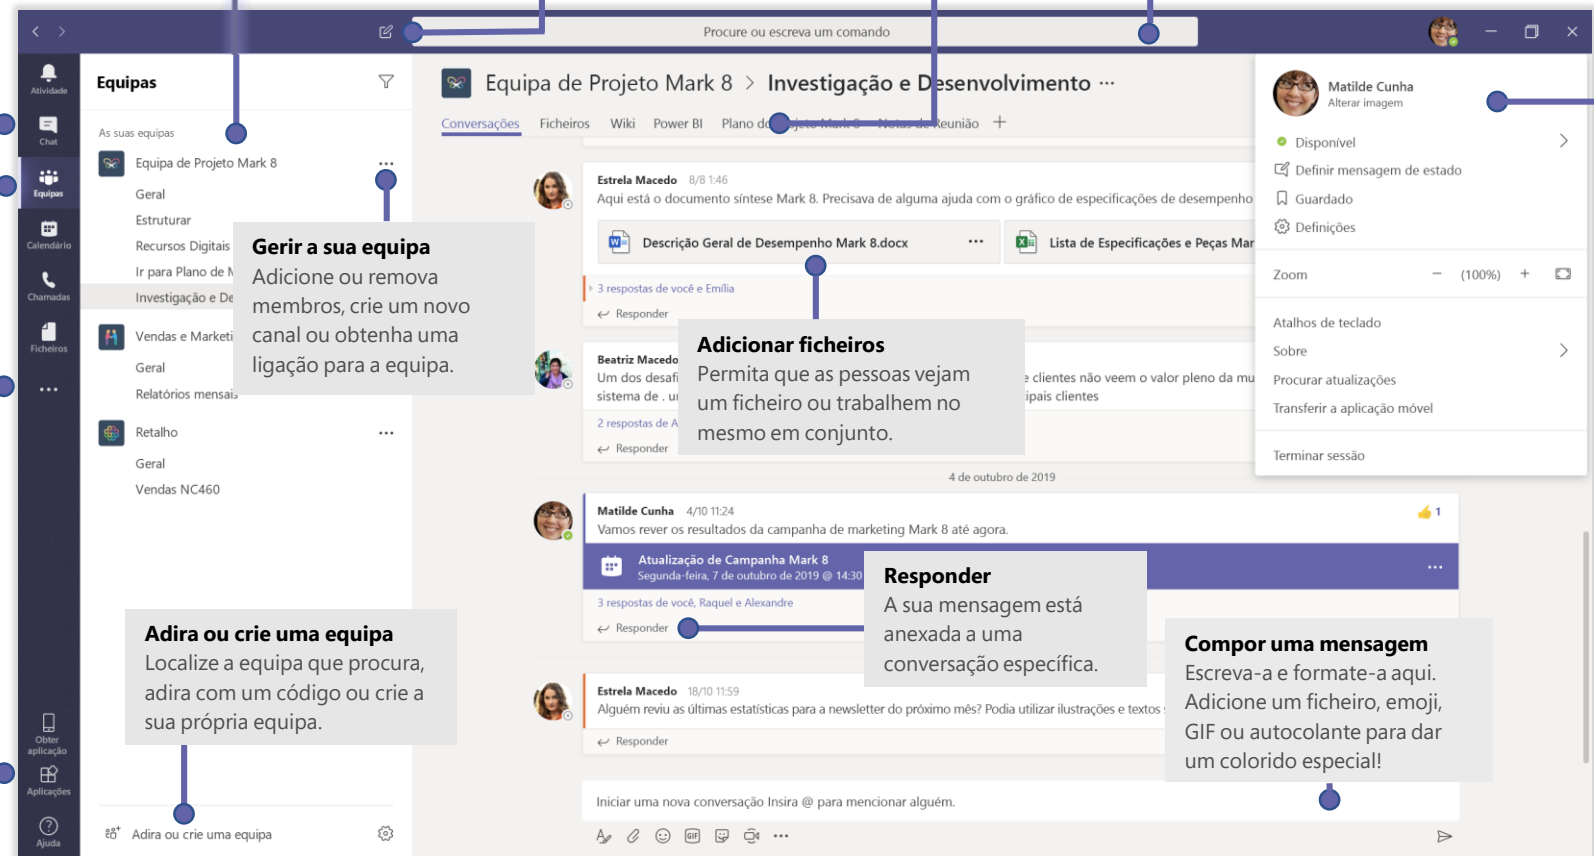 Procure ou escreva um comando
Atividade
Chat
Equipas
Calendário
Chamadas
Ficheiros
Obter
aplicação
Aplicações
Ajuda
Equipas
As suas equipas
Equipa de Projeto Mark 8
Geral
Estruturar
Recursos Digitais
Ir para Plano de
Investigação e De
Vendas e Marketi
Geral
Relatórios mensais
Retalho
Geral
Vendas NC460
Adira ou crie uma equipa
Gerir a sua equipa
Adicione ou remova
membros, crie um novo
canal ou obtenha uma
ligação para a equipa.
Adira ou crie uma equipa
Localize a equipa que procura,
adira com um código ou crie a
sua própria equipa.
Equipa de Projeto Mark 8 > Investigação e Desenvolvimento ...
Conversações Ficheiros Wiki Power BI Plano do Projeto Mark 8 Notas de Reunião +
Estrela Macedo 8/8 1:46
Aqui está o documento síntese Mark 8. Precisava de alguma ajuda com o gráfico de especificações de desempenho
Descrição Geral de Desempenho Mark 8.docx ...
Lista de Especificações e Peças Mar
3 respostas de você e Emília
Responder
Adicionar ficheiros
Permita que as pessoas vejam
um ficheiro ou trabalhem no
mesmo em conjunto.
Beatriz Macedo
Um dos desafi
e clientes não veem o valor pleno da mu
sistema de . u
ipais clientes
2 respostas de A
Responder
4 de outubro de 2019
Matilde Cunha 4/10 11:24
Vamos rever os resultados da campanha de marketing Mark 8 até agora.
👍 1
Atualização de Campanha Mark 8
Segunda-feira, 7 de outubro de 2019 @ 14:30
3 respostas de você, Raquel e Alexandre
Responder
Responder
A sua mensagem está
anexada a uma
conversação específica.
Estrela Macedo 18/10 11:59
Alguém reviu as últimas estatísticas para a newsletter do próximo mês? Podia utilizar ilustrações e textos
Responder
Compor uma mensagem
Escreva-a e formate-a aqui.
Adicione um ficheiro, emoji,
GIF ou autocolante para dar
um colorido especial!
Iniciar uma nova conversação Insira @ para mencionar alguém.
GIF
Matilde Cunha
Alterar imagem
Disponível
Definir mensagem de estado
Guardado
Definições
Zoom − (100%) +
Atalhos de teclado
Sobre
Procurar atualizações
Transferir a aplicação móvel
Terminar sessão